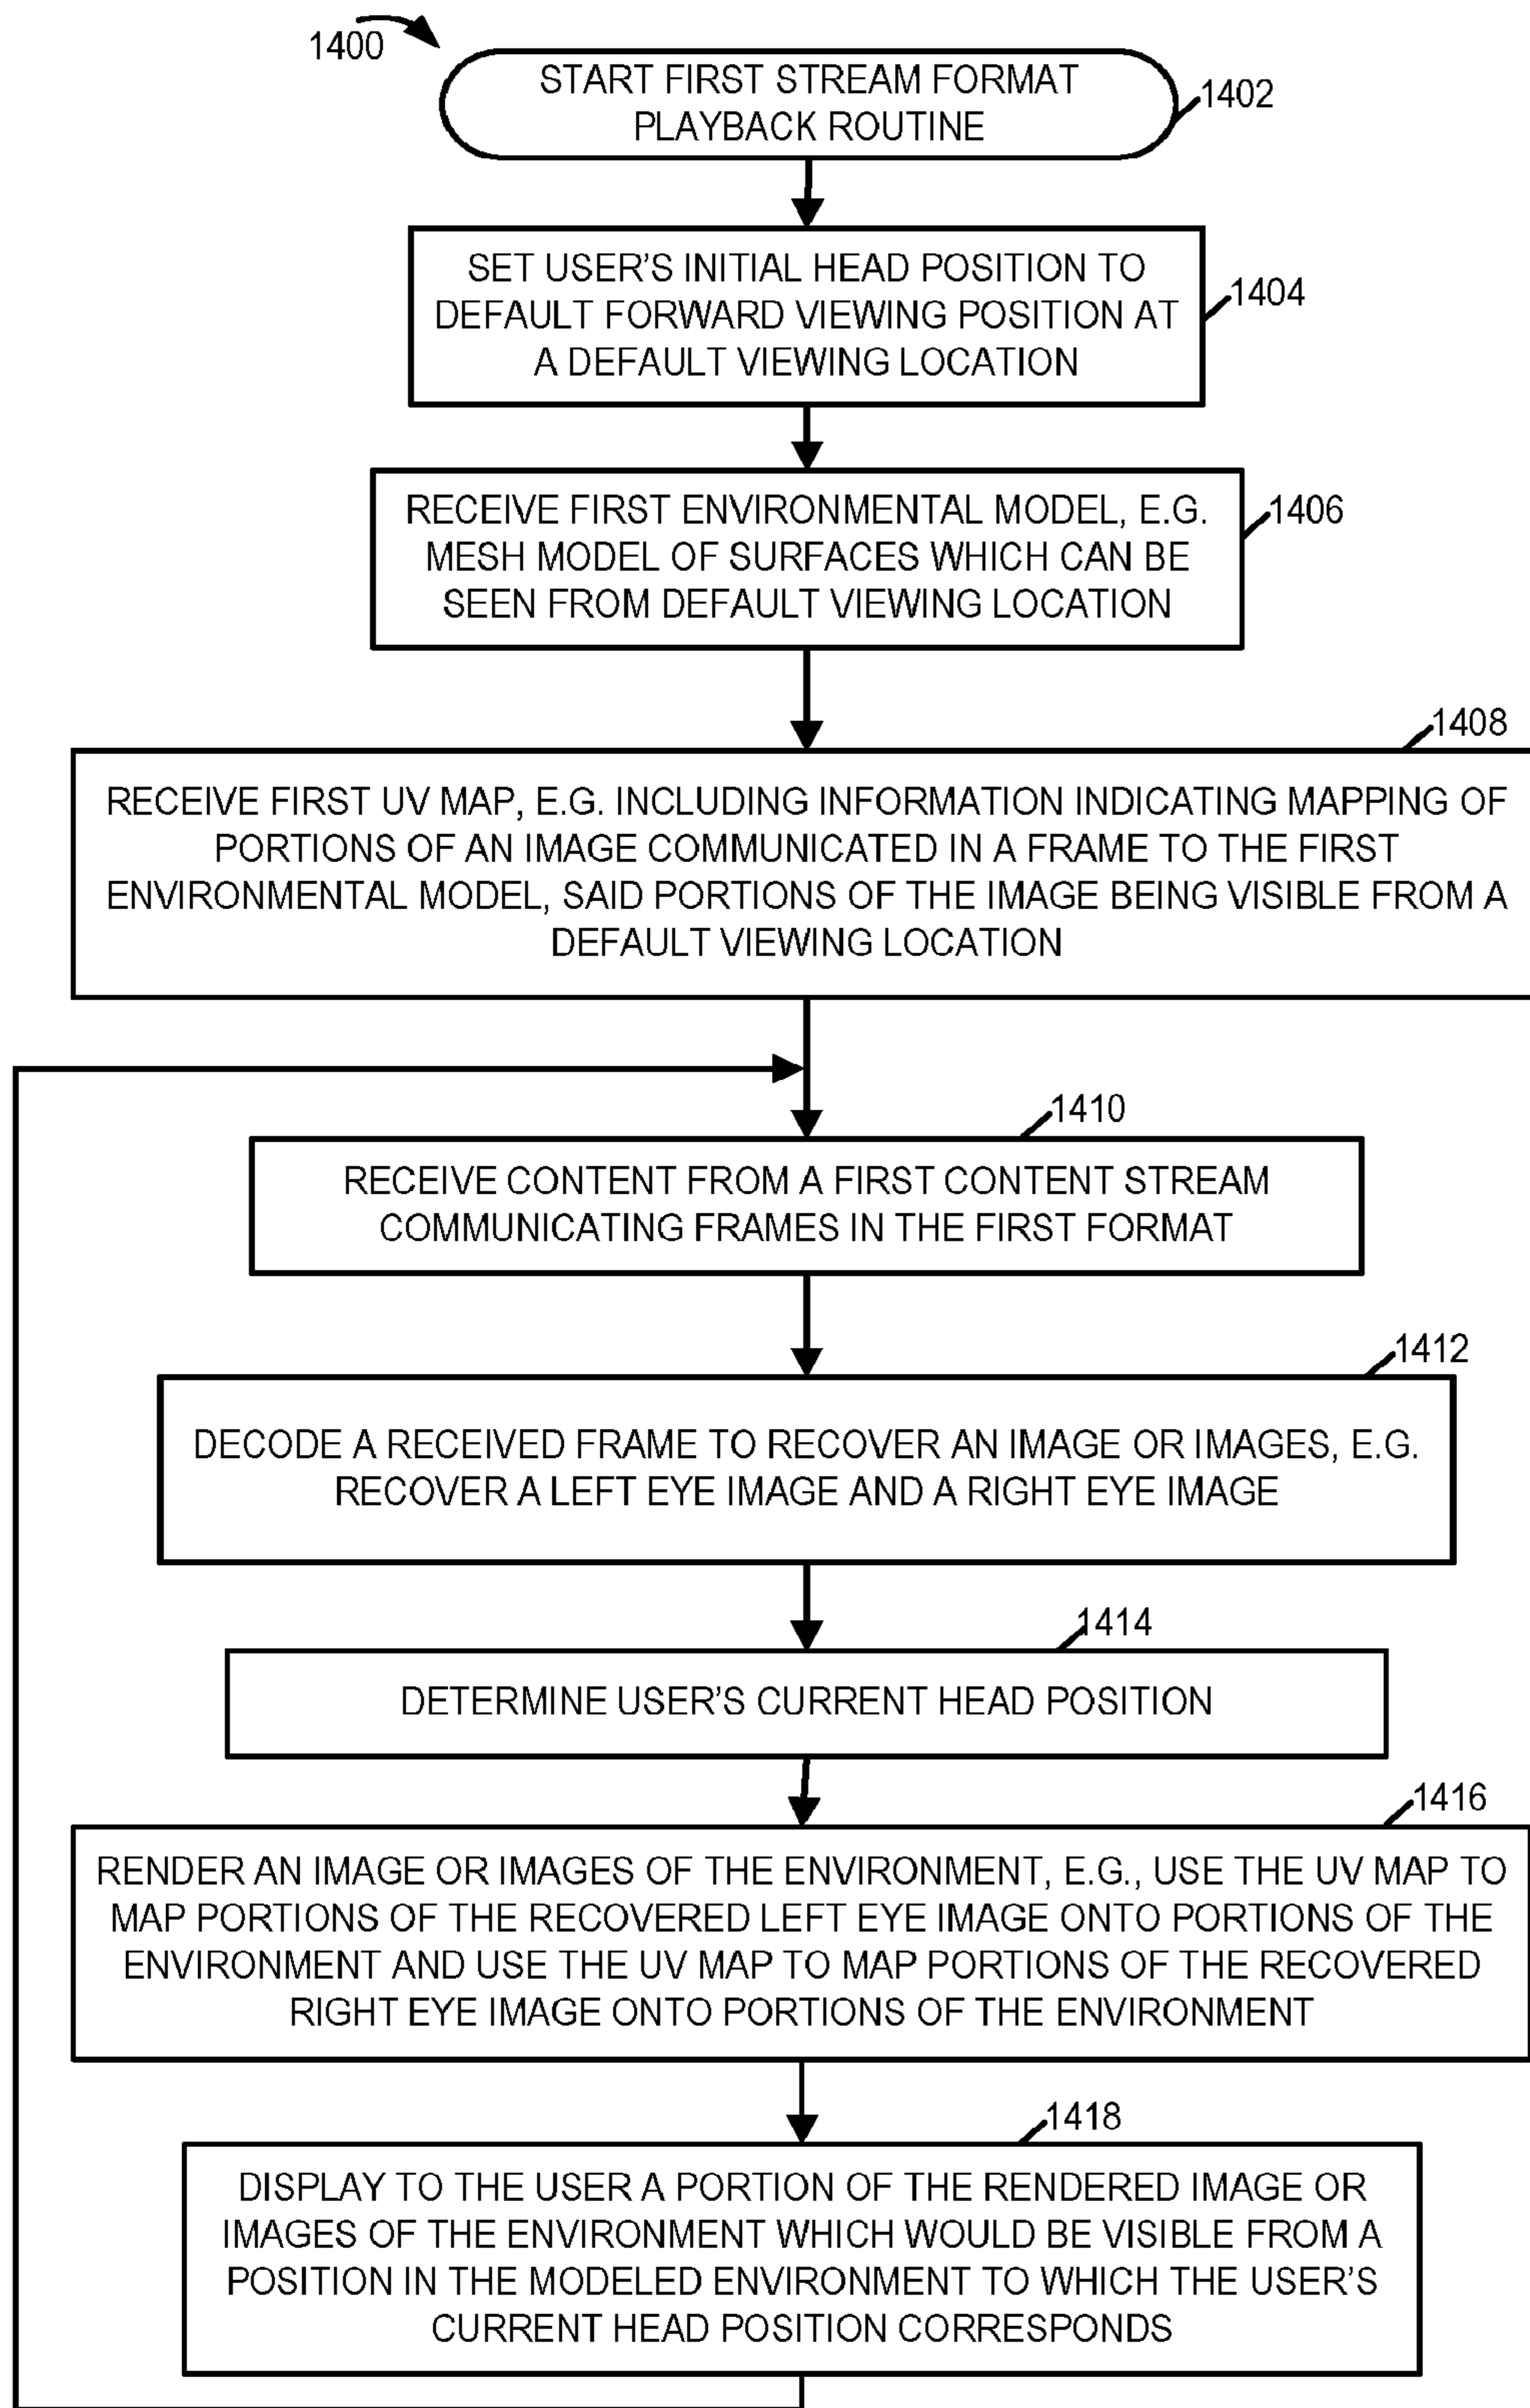 1400
START FIRST STREAM FORMAT
PLAYBACK ROUTINE
1402
SET USER'S INITIAL HEAD POSITION TO
DEFAULT FORWARD VIEWING POSITION AT
A DEFAULT VIEWING LOCATION
1404
RECEIVE FIRST ENVIRONMENTAL MODEL, E.G.
MESH MODEL OF SURFACES WHICH CAN BE
SEEN FROM DEFAULT VIEWING LOCATION
1406
1408
RECEIVE FIRST UV MAP, E.G. INCLUDING INFORMATION INDICATING MAPPING OF
PORTIONS OF AN IMAGE COMMUNICATED IN A FRAME TO THE FIRST
ENVIRONMENTAL MODEL, SAID PORTIONS OF THE IMAGE BEING VISIBLE FROM A
DEFAULT VIEWING LOCATION
1410
RECEIVE CONTENT FROM A FIRST CONTENT STREAM
COMMUNICATING FRAMES IN THE FIRST FORMAT
1412
DECODE A RECEIVED FRAME TO RECOVER AN IMAGE OR IMAGES, E.G.
RECOVER A LEFT EYE IMAGE AND A RIGHT EYE IMAGE
1414
DETERMINE USER'S CURRENT HEAD POSITION
1416
RENDER AN IMAGE OR IMAGES OF THE ENVIRONMENT, E.G., USE THE UV MAP TO
MAP PORTIONS OF THE RECOVERED LEFT EYE IMAGE ONTO PORTIONS OF THE
ENVIRONMENT AND USE THE UV MAP TO MAP PORTIONS OF THE RECOVERED
RIGHT EYE IMAGE ONTO PORTIONS OF THE ENVIRONMENT
1418
DISPLAY TO THE USER A PORTION OF THE RENDERED IMAGE OR
IMAGES OF THE ENVIRONMENT WHICH WOULD BE VISIBLE FROM A
POSITION IN THE MODELED ENVIRONMENT TO WHICH THE USER'S
CURRENT HEAD POSITION CORRESPONDS